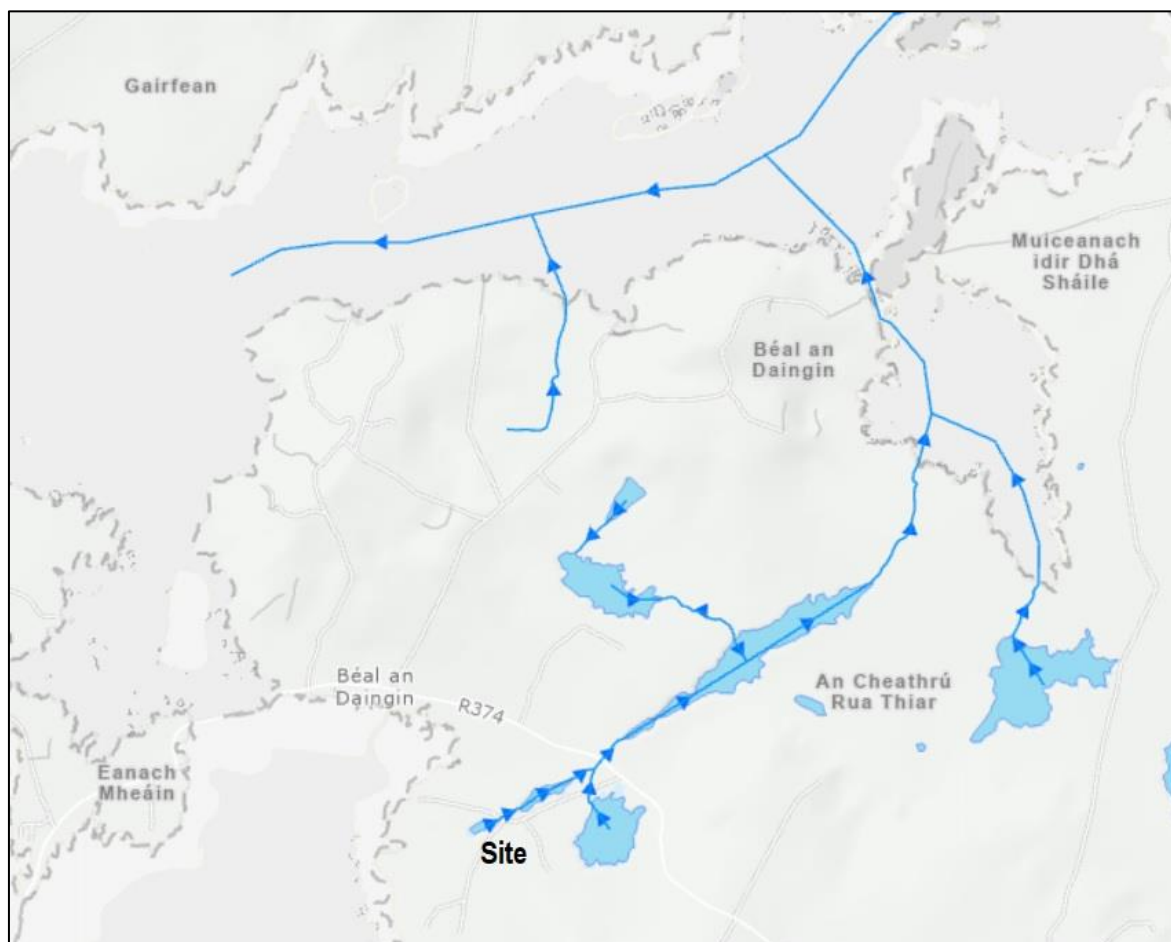 Gairfean
Muiceanach
idir Dhá
Sháile
Béal an
Daingin
Béal an
Daingin
R374
An Cheathrú
Rua Thiar
Eanach
Mheáin
Site